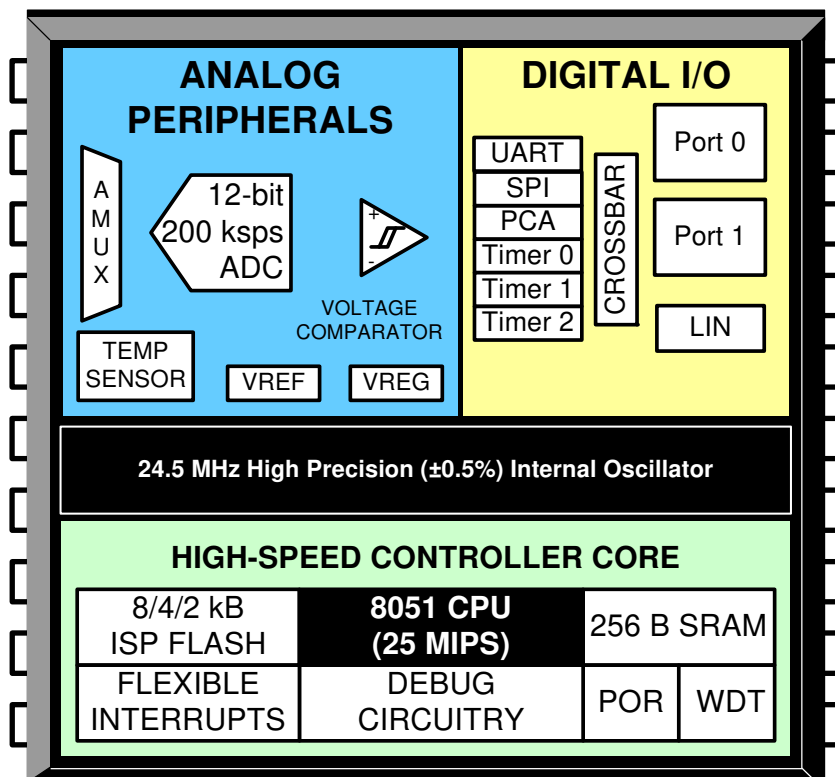 ANALOG
PERIPHERALS
A
M
U
X
12-bit
200 ksps
ADC
+
-
VOLTAGE
COMPARATOR
TEMP
SENSOR
VREF
VREG
DIGITAL I/O
UART
SPI
PCA
Timer 0
Timer 1
Timer 2
CROSSBAR
Port 0
Port 1
LIN
24.5 MHz High Precision (±0.5%) Internal Oscillator
HIGH-SPEED CONTROLLER CORE
8/4/2 kB
ISP FLASH
8051 CPU
(25 MIPS)
256 B SRAM
FLEXIBLE
INTERRUPTS
DEBUG
CIRCUITRY
POR
WDT